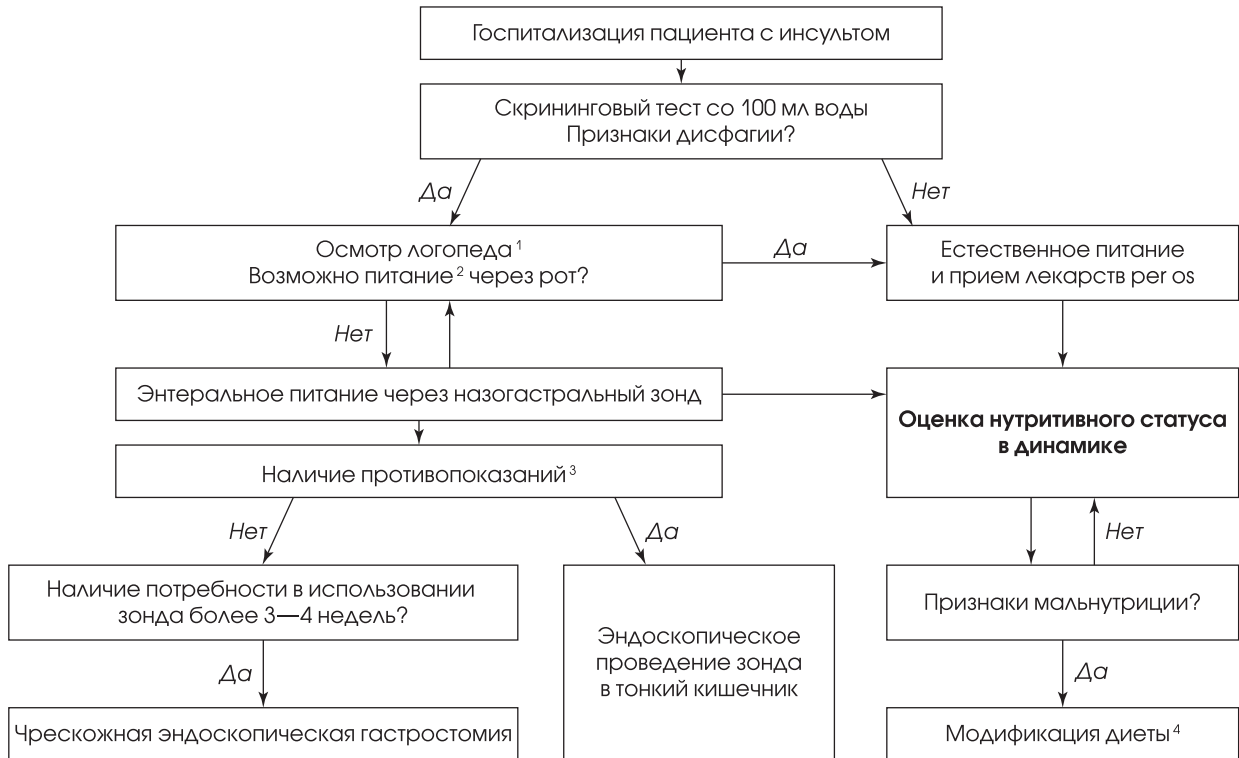 Госпитализация пациента с инсультом
Скрининговый тест со 100 мл воды
Признаки дисфагии?
Да
Нет
Осмотр логопеда 1
Возможно питание 2 через рот?
Да
Естественное питание
и прием лекарств per os
Нет
Энтеральное питание через назогастральный зонд
Оценка нутритивного статуса
в динамике
Наличие противопоказаний 3
Нет
Да
Нет
Наличие потребности в использовании
зонда более 3—4 недель?
Эндоскопическое
проведение зонда
в тонкий кишечник
Признаки мальнутриции?
Да
Да
Чрескожная эндоскопическая гастростомия
Модификация диеты 4